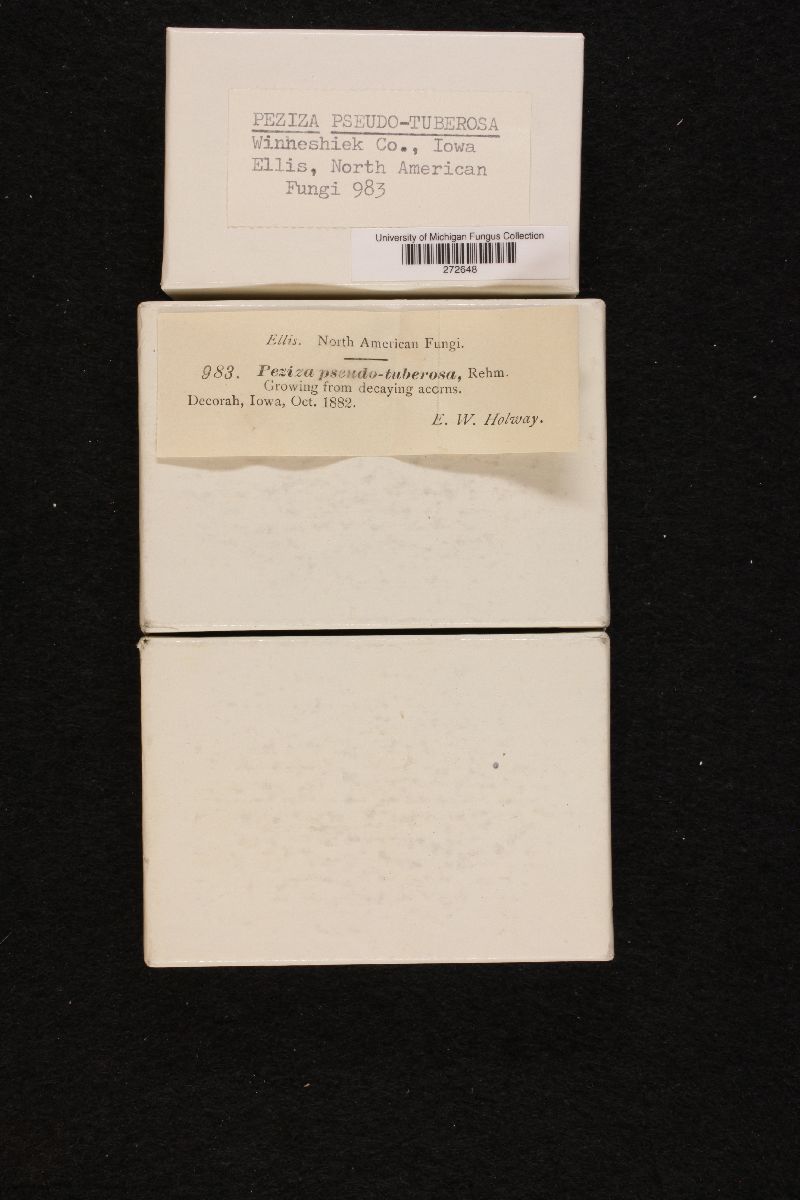 PEZIZA PSEUDO-TUBEROSA
Winneshiek Co., Iowa
Ellis, North American
Fungi 983
University of Michigan Fungus Collection
272648
Ellis. North American Fungi.
983. Peziza pseudo-tuberosa, Rehm.
Growing from decaying acorns.
Decorah, Iowa, Oct. 1882.
E. W. Holway.